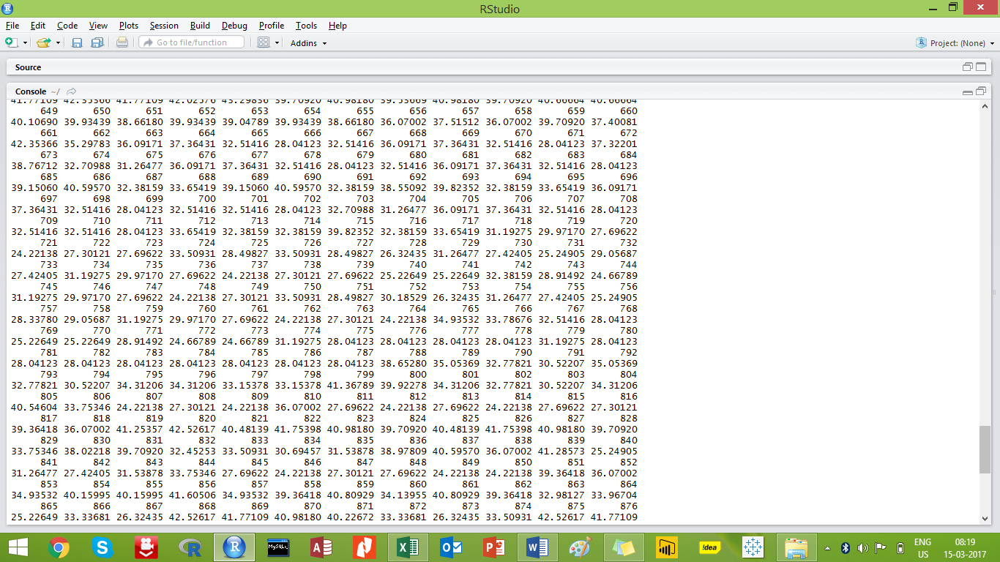 RStudio
File Edit Code View Plots Session Build Debug Profile Tools Help
Go to file/function Addins Project: (None)
Source
Console ~/
41.77109 42.35366 41.77109 42.02576 43.29836 39.70920 40.98180 39.53669 40.98180 39.70920 40.66664 40.66664
649 650 651 652 653 654 655 656 657 658 659 660
40.10690 39.93439 38.66180 39.93439 39.04789 39.93439 38.66180 36.07002 37.51512 36.07002 39.70920 37.40081
661 662 663 664 665 666 667 668 669 670 671 672
42.35366 35.29783 36.09171 37.36431 32.51416 28.04123 32.51416 36.09171 37.36431 32.51416 28.04123 37.32201
673 674 675 676 677 678 679 680 681 682 683 684
38.76712 32.70988 31.26477 36.09171 37.36431 32.51416 28.04123 32.51416 36.09171 37.36431 32.51416 28.04123
685 686 687 688 689 690 691 692 693 694 695 696
39.15060 40.59570 32.38159 33.65419 39.15060 40.59570 32.38159 38.55092 39.82352 32.38159 33.65419 36.09171
697 698 699 700 701 702 703 704 705 706 707 708
37.36431 32.51416 28.04123 32.51416 32.51416 28.04123 32.70988 31.26477 36.09171 37.36431 32.51416 28.04123
709 710 711 712 713 714 715 716 717 718 719 720
32.51416 32.51416 28.04123 33.65419 32.38159 32.38159 39.82352 32.38159 33.65419 31.19275 29.97170 27.69622
721 722 723 724 725 726 727 728 729 730 731 732
24.22138 27.30121 27.69622 33.50931 28.49827 33.50931 28.49827 26.32435 31.26477 27.42405 25.24905 29.05687
733 734 735 736 737 738 739 740 741 742 743 744
27.42405 31.19275 29.97170 27.69622 24.22138 27.30121 27.69622 25.22649 25.22649 32.38159 28.91492 24.66789
745 746 747 748 749 750 751 752 753 754 755 756
31.19275 29.97170 27.69622 24.22138 27.30121 33.50931 28.49827 30.18529 26.32435 31.26477 27.42405 25.24905
757 758 759 760 761 762 763 764 765 766 767 768
28.33780 29.05687 31.19275 29.97170 27.69622 24.22138 27.30121 24.22138 34.93532 33.78676 32.51416 28.04123
769 770 771 772 773 774 775 776 777 778 779 780
25.22649 25.22649 28.91492 24.66789 24.66789 31.19275 28.04123 28.04123 28.04123 28.04123 31.19275 28.04123
781 782 783 784 785 786 787 788 789 790 791 792
28.04123 28.04123 28.04123 28.04123 28.04123 28.04123 28.04123 38.65280 35.05369 32.77821 30.52207 35.05369
793 794 795 796 797 798 799 800 801 802 803 804
32.77821 30.52207 34.31206 34.31206 33.15378 33.15378 41.36789 39.92278 34.31206 32.77821 30.52207 34.31206
805 806 807 808 809 810 811 812 813 814 815 816
40.54604 33.75346 24.22138 27.30121 24.22138 36.07002 27.69622 24.22138 27.69622 24.22138 27.69622 27.30121
817 818 819 820 821 822 823 824 825 826 827 828
39.36418 36.07002 41.25357 42.52617 40.48139 41.75398 40.98180 39.70920 40.48139 41.75398 40.98180 39.70920
829 830 831 832 833 834 835 836 837 838 839 840
33.75346 38.02218 39.70920 32.45253 33.50931 30.69457 31.53878 38.97809 40.59570 36.07002 41.28573 25.24905
841 842 843 844 845 846 847 848 849 850 851 852
31.26477 27.42405 31.53878 33.75346 27.69622 24.22138 27.30121 27.69622 24.22138 24.22138 39.36418 36.07002
853 854 855 856 857 858 859 860 861 862 863 864
34.93532 40.15995 40.15995 41.60506 34.93532 39.36418 40.80929 34.13955 40.80929 39.36418 32.98127 33.96704
865 866 867 868 869 870 871 872 873 874 875 876
25.22649 33.33681 26.32435 42.52617 41.77109 40.98180 40.22672 33.33681 26.32435 33.50931 42.52617 41.77109
MySQL
!dea
ENG 08:19
US 15-03-2017